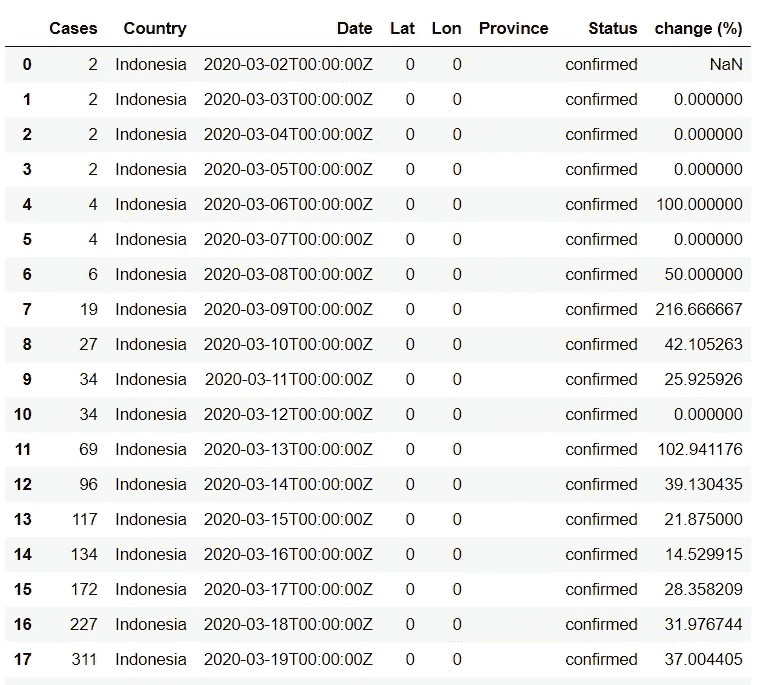 Cases Country Date Lat Lon Province Status change (%)
0 2 Indonesia 2020-03-02T00:00:00Z 0 0 confirmed NaN
1 2 Indonesia 2020-03-03T00:00:00Z 0 0 confirmed 0.000000
2 2 Indonesia 2020-03-04T00:00:00Z 0 0 confirmed 0.000000
3 2 Indonesia 2020-03-05T00:00:00Z 0 0 confirmed 0.000000
4 4 Indonesia 2020-03-06T00:00:00Z 0 0 confirmed 100.000000
5 4 Indonesia 2020-03-07T00:00:00Z 0 0 confirmed 0.000000
6 6 Indonesia 2020-03-08T00:00:00Z 0 0 confirmed 50.000000
7 19 Indonesia 2020-03-09T00:00:00Z 0 0 confirmed 216.666667
8 27 Indonesia 2020-03-10T00:00:00Z 0 0 confirmed 42.105263
9 34 Indonesia 2020-03-11T00:00:00Z 0 0 confirmed 25.925926
10 34 Indonesia 2020-03-12T00:00:00Z 0 0 confirmed 0.000000
11 69 Indonesia 2020-03-13T00:00:00Z 0 0 confirmed 102.941176
12 96 Indonesia 2020-03-14T00:00:00Z 0 0 confirmed 39.130435
13 117 Indonesia 2020-03-15T00:00:00Z 0 0 confirmed 21.875000
14 134 Indonesia 2020-03-16T00:00:00Z 0 0 confirmed 14.529915
15 172 Indonesia 2020-03-17T00:00:00Z 0 0 confirmed 28.358209
16 227 Indonesia 2020-03-18T00:00:00Z 0 0 confirmed 31.976744
17 311 Indonesia 2020-03-19T00:00:00Z 0 0 confirmed 37.004405